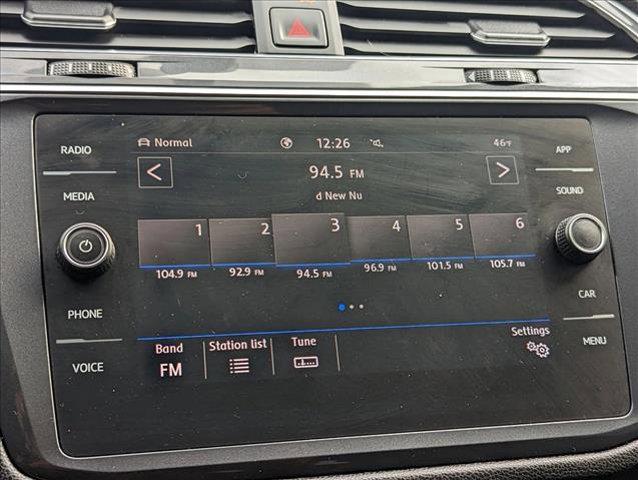 RADIO
MEDIA
PHONE
VOICE
Normal 12:26 46°F
94.5 FM
d New Nu
1 2 3 4 5 6
104.9 FM 92.9 FM 94.5 FM 96.9 FM 101.5 FM 105.7 FM
Band Station list Tune Settings
FM
APP
SOUND
CAR
MENU